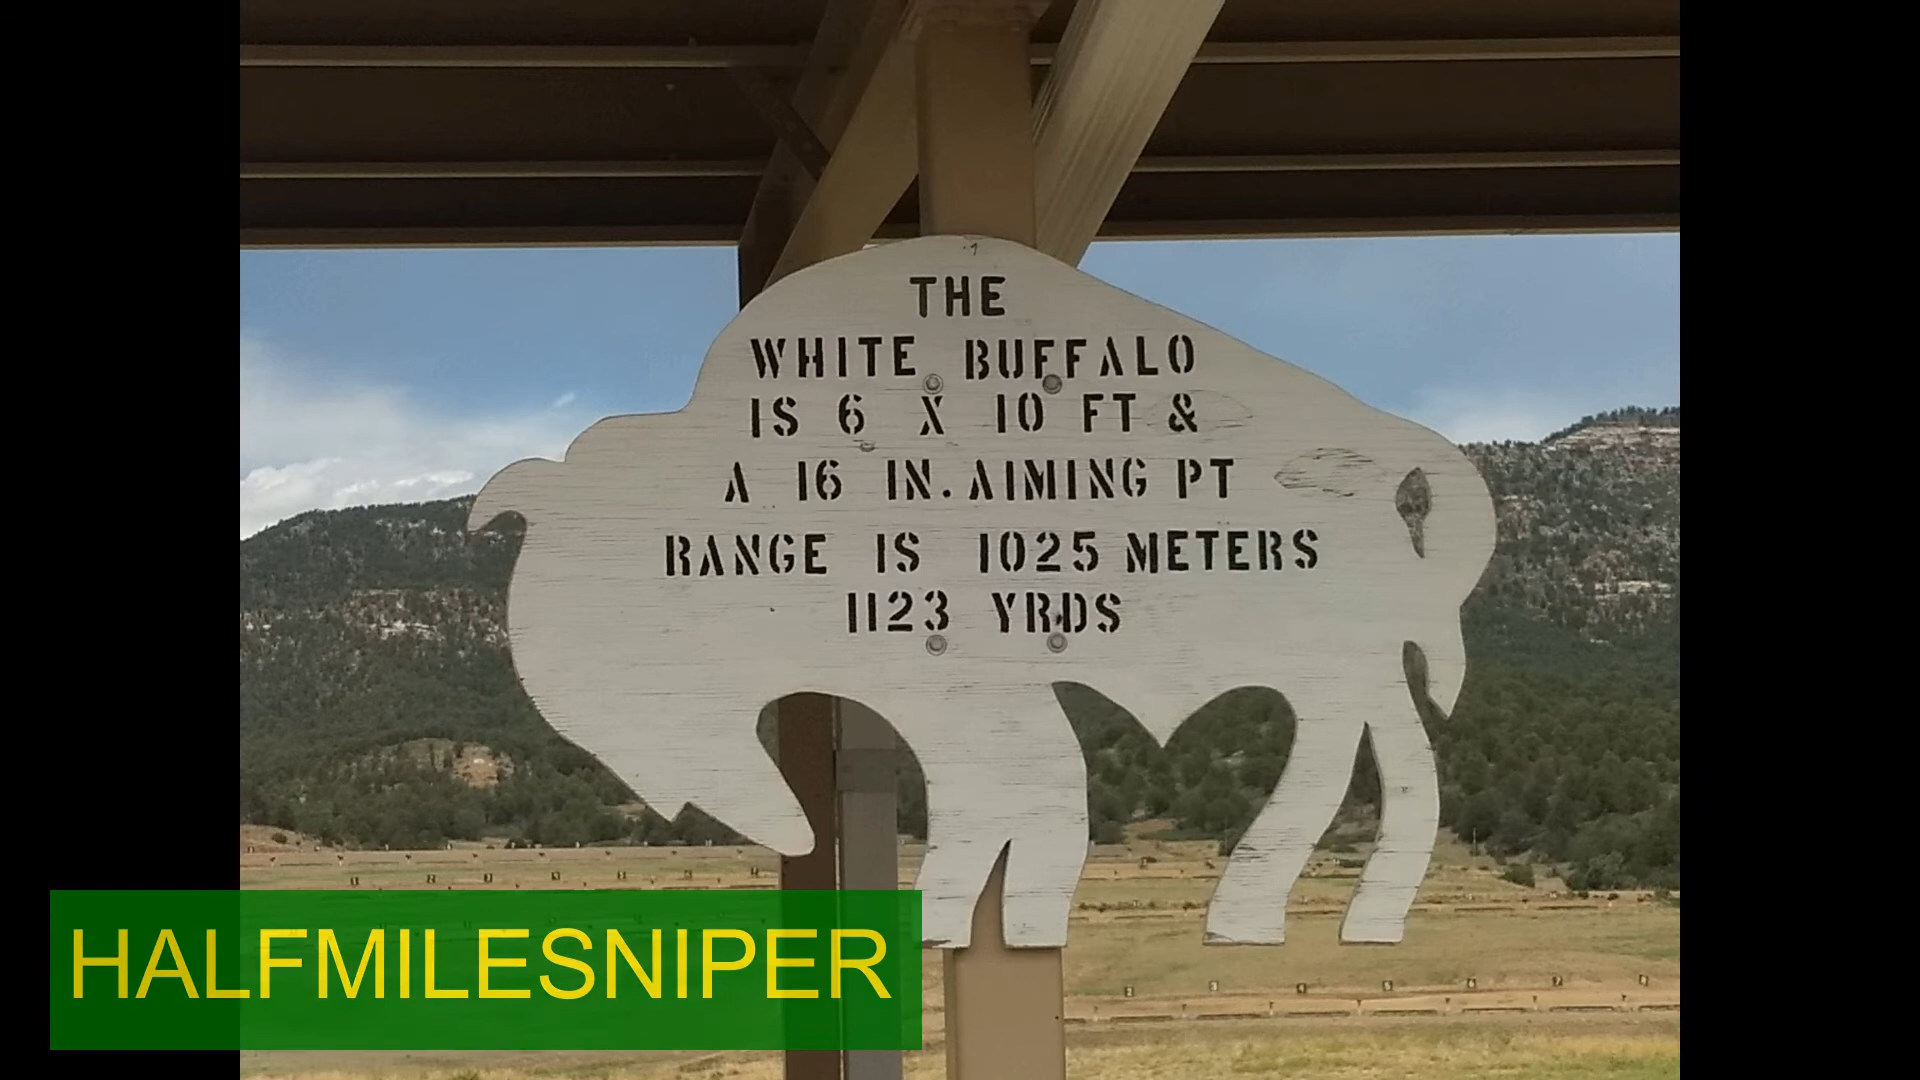 THE
WHITE BUFFALO
IS 6 X 10 FT &
A 16 IN. AIMING PT
RANGE IS 1025 METERS
1123 YRDS
HALFMILESNIPER